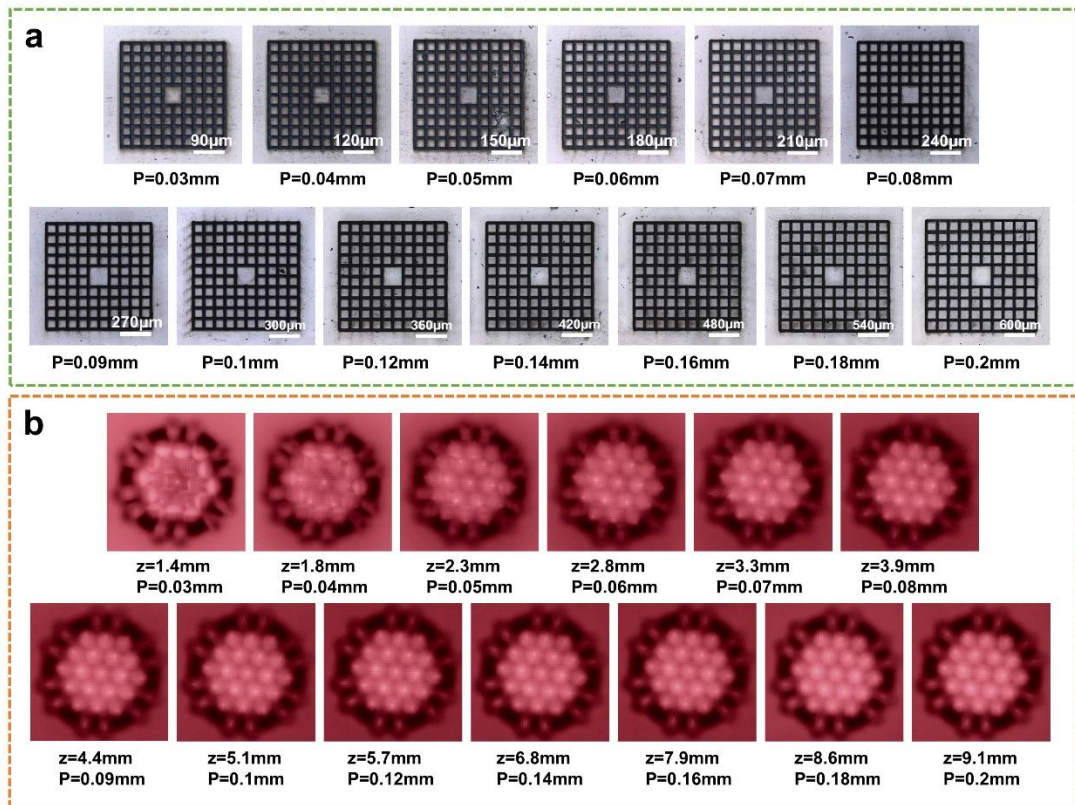 a
90μm 120μm 150μm 180μm 210μm 240μm
P=0.03mm P=0.04mm P=0.05mm P=0.06mm P=0.07mm P=0.08mm
270μm 300μm 360μm 420μm 480μm 540μm 600μm
P=0.09mm P=0.1mm P=0.12mm P=0.14mm P=0.16mm P=0.18mm P=0.2mm
b
z=1.4mm z=1.8mm z=2.3mm z=2.8mm z=3.3mm z=3.9mm
P=0.03mm P=0.04mm P=0.05mm P=0.06mm P=0.07mm P=0.08mm
z=4.4mm z=5.1mm z=5.7mm z=6.8mm z=7.9mm z=8.6mm z=9.1mm
P=0.09mm P=0.1mm P=0.12mm P=0.14mm P=0.16mm P=0.18mm P=0.2mm